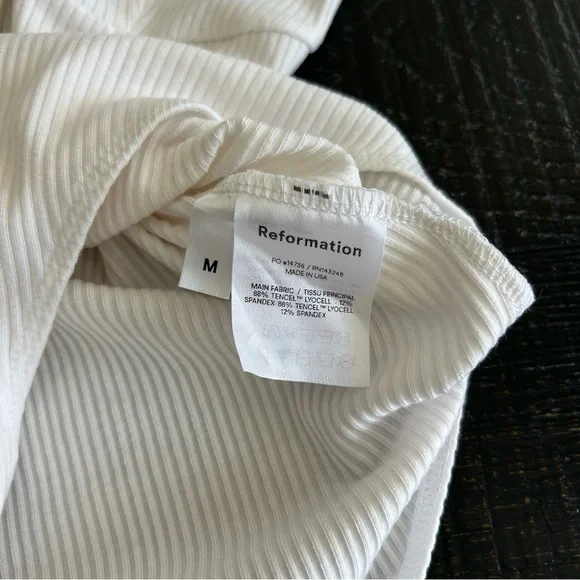 M
Reformation
PO #14736 / RN143248
MADE IN USA
MAIN FABRIC / TISSU PRINCIPAL
88% TENCEL™ LYOCELL 12%
SPANDEX 88% TENCEL™ LYOCELL
12% SPANDEX